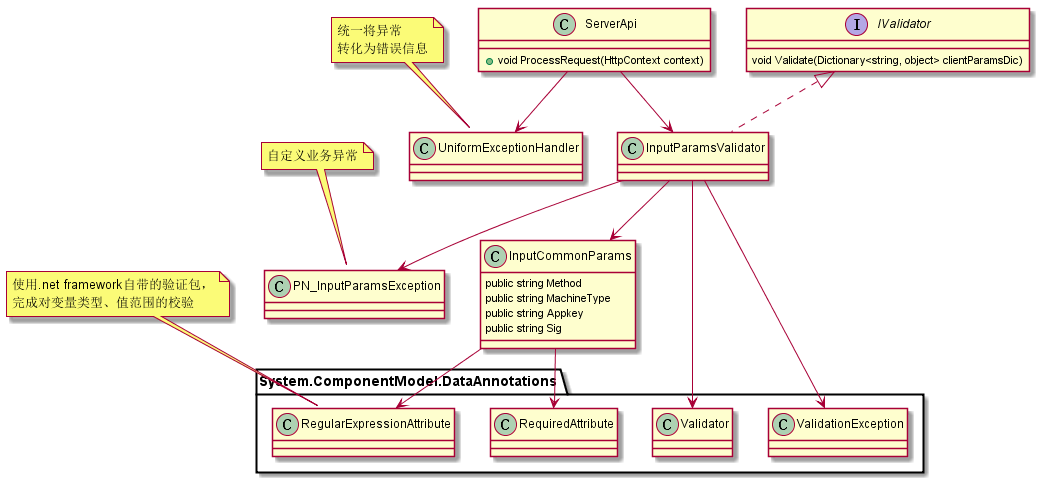 统一将异常
转化为错误信息
C ServerApi
void ProcessRequest(HttpContext context)
I IValidator
void Validate(Dictionary<string, object> clientParamsDic)
自定义业务异常
C UniformExceptionHandler
C InputParamsValidator
使用.net framework自带的验证包，
完成对变量类型、值范围的校验
C PN_InputParamsException
C InputCommonParams
public string Method
public string MachineType
public string Appkey
public string Sig
System.ComponentModel.DataAnnotations
C RegularExpressionAttribute
C RequiredAttribute
C Validator
C ValidationException